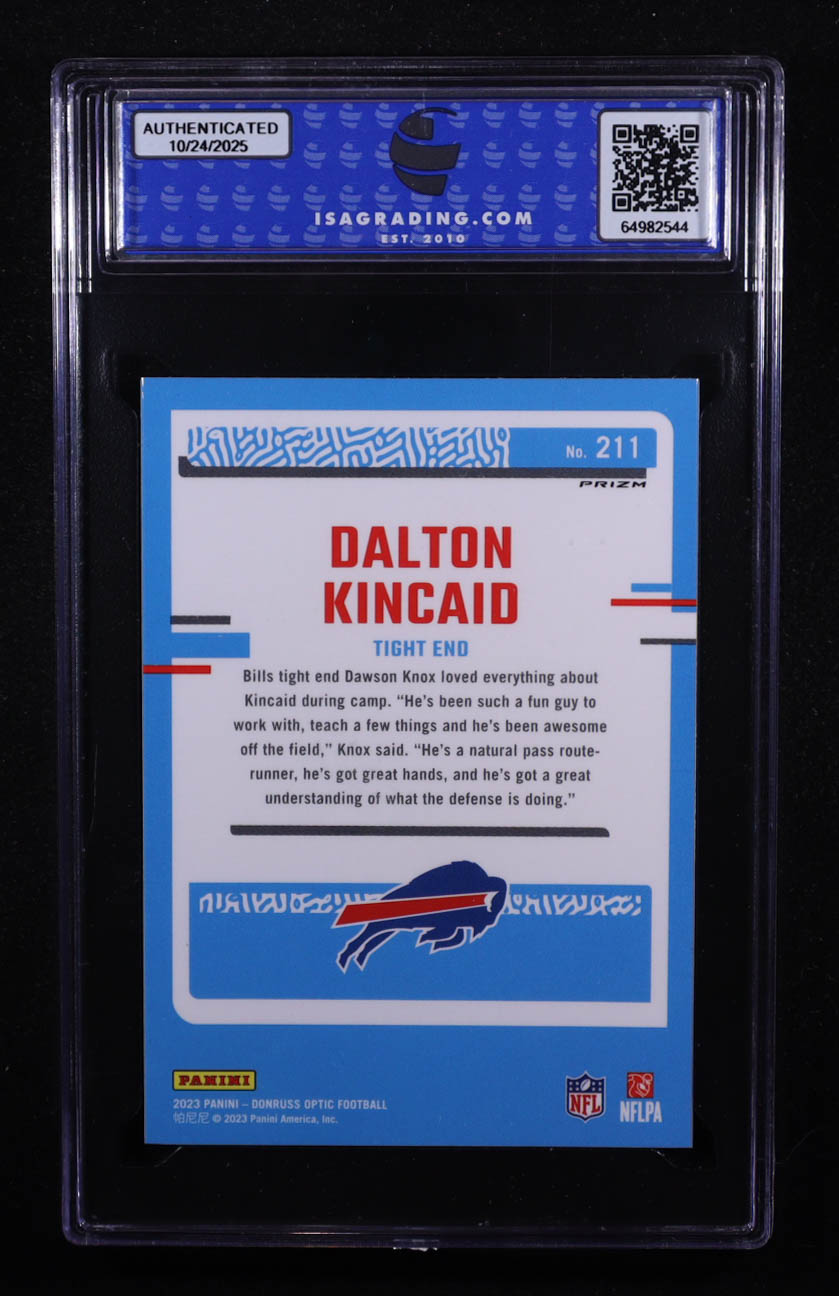 AUTHENTICATED
10/24/2025
ISAGRADING.COM
EST. 2010
64982544
No. 211
PRIZM
DALTON
KINCAID
TIGHT END
Bills tight end Dawson Knox loved everything about
Kincaid during camp. “He’s been such a fun guy to
work with, teach a few things and he’s been awesome
off the field,” Knox said. “He’s a natural pass route-
runner, he’s got great hands, and he’s got a great
understanding of what the defense is doing.”
PANINI
2023 PANINI – DONRUSS OPTIC FOOTBALL
帕尼尼 © 2023 Panini America, Inc.
NFL
NFLPA